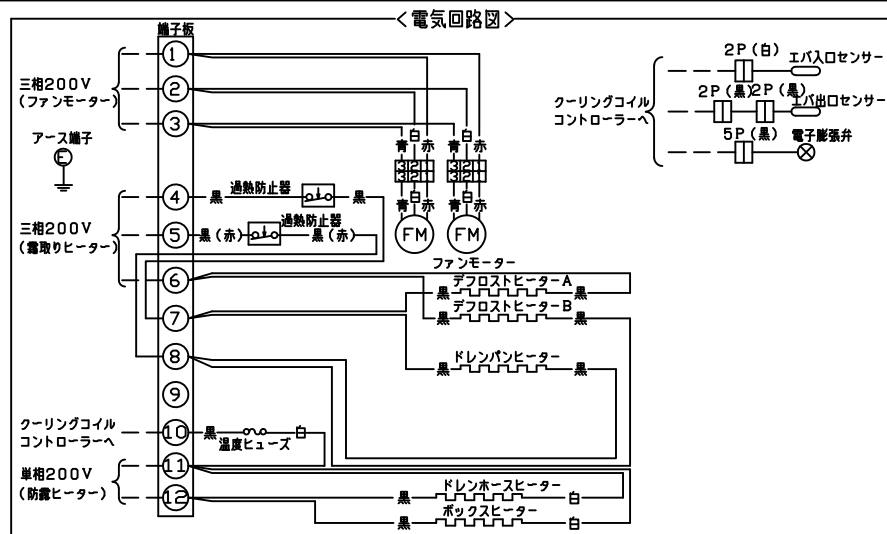 電気回路図
端子板
三相200V
(ファンモーター)
1
2
3
アース端子
E
白 白
青 赤 青 赤
3 2 1 3 2 1
3 2 1 3 2 1
白 白
青 赤 青 赤
FM FM
ファンモーター
クーリングコイル
コントローラーへ
2P(白) エバ入口センサー
2P(黒) 2P(黒) エバ出口センサー
5P(黒) 電子膨張弁
三相200V
(霜取りヒーター)
4 黒 過熱防止器 黒
5 黒(赤) 過熱防止器 黒(赤)
6
7
8
9
デフロストヒーターA
黒 黒
デフロストヒーターB
黒 黒
ドレンパンヒーター
黒 黒
クーリングコイル
コントローラーへ
10 黒 温度ヒューズ 白
単相200V
(防露ヒーター)
11
12
ドレンホースヒーター
黒 白
ボックスヒーター
黒 白